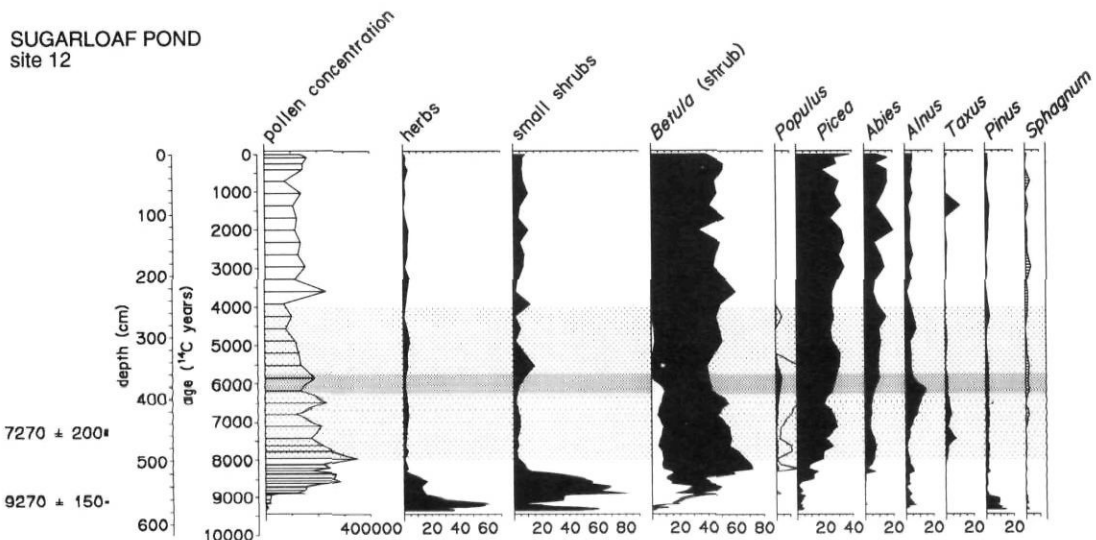 SUGARLOAF POND
site 12
pollen concentration
herbs
small shrubs
Betula (shrub)
Populus
Picea
Abies
Alnus
Taxus
Pinus
Sphagnum
depth (cm)
0
100
200
300
400
500
600
age (¹⁴C years)
0
1000
2000
3000
4000
5000
6000
7000
8000
9000
10000
7270 ± 200
9270 ± 150
400000
20 40 60
20 40 60 80
20 40 60 80
20 40
20
20
20
20